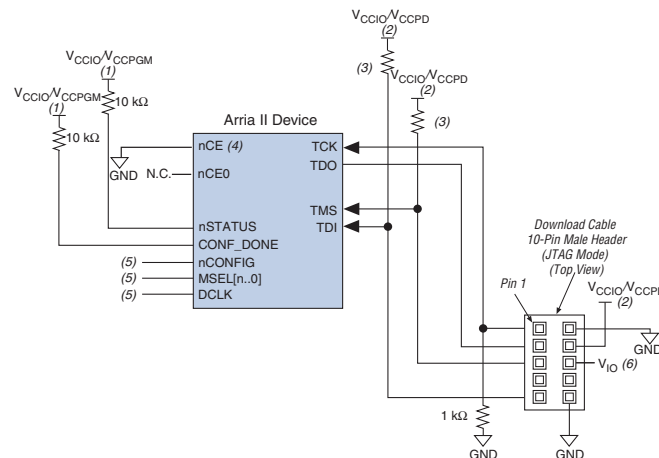 VCCIO/VCCPD
(2)
VCCIO/VCCPGM
(1)
(3)
VCCIO/VCCPD
(2)
VCCIO/VCCPGM
(1)
10 kΩ
(3)
10 kΩ
Arria II Device
nCE (4)
TCK
GND
TDO
N.C.
nCE0
TMS
nSTATUS
TDI
CONF_DONE
(5)
nCONFIG
(5)
MSEL[n..0]
(5)
DCLK
Download Cable
10-Pin Male Header
(JTAG Mode)
(Top View)
Pin 1
VCCIO/VCCPD
(2)
GND
VIO (6)
1 kΩ
GND
GND